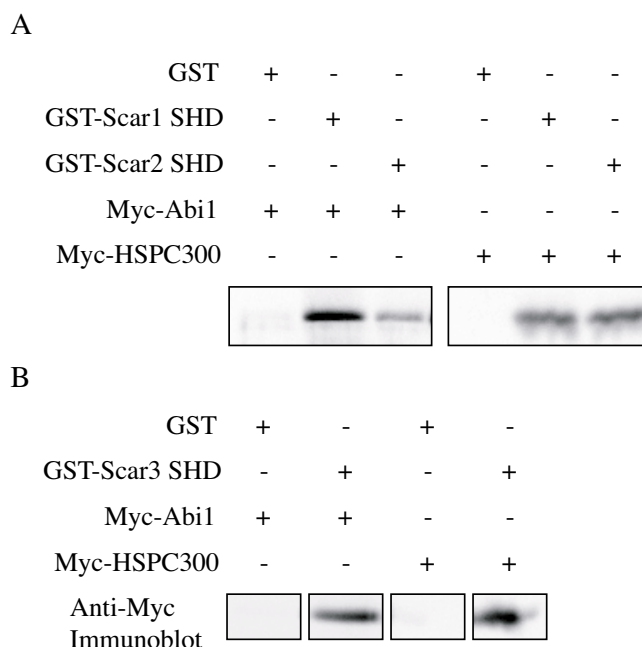 A
GST + - - + - -
GST-Scar1 SHD - + - - + -
GST-Scar2 SHD - - + - - +
Myc-Abi1 + + + - - -
Myc-HSPC300 - - - + + +
B
GST + - + -
GST-Scar3 SHD - + - +
Myc-Abi1 + + - -
Myc-HSPC300 - - + +
Anti-Myc
Immunoblot